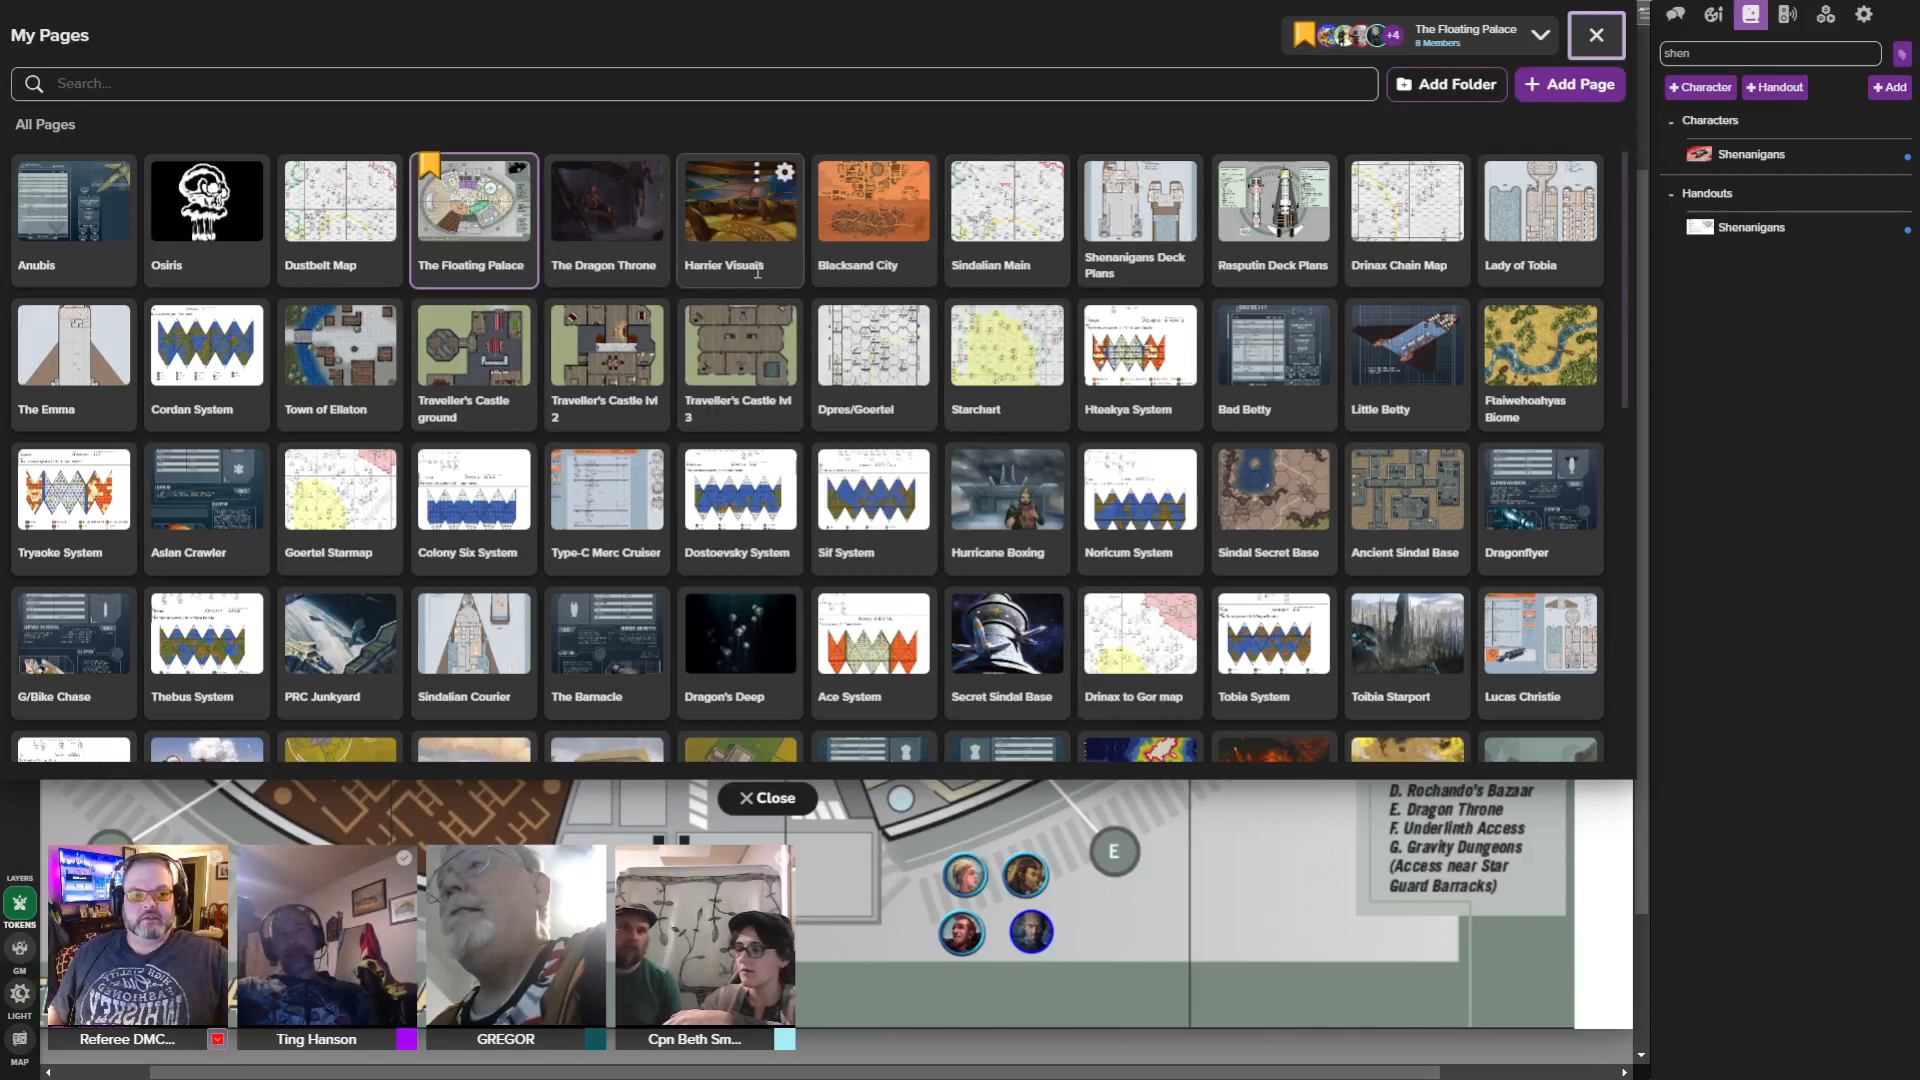 My Pages
+4
The Floating Palace
8 Members
Search...
Add Folder
+ Add Page
All Pages
Anubis
Osiris
Dustbelt Map
The Floating Palace
The Dragon Throne
Harrier Visuals
Blacksand City
Sindalian Main
Shenanigans Deck
Plans
Rasputin Deck Plans
Drinax Chain Map
Lady of Tobia
The Emma
Cordan System
Town of Ellaton
Traveller's Castle
ground
Traveller's Castle lvl
2
Traveller's Castle lvl
3
Dpres/Goertel
Starchart
Hteakya System
Bad Betty
Little Betty
Ftaiwehoahyas
Biome
Tryaoke System
Aslan Crawler
Goertel Starmap
Colony Six System
Type-C Merc Cruiser
Dostoevsky System
Sif System
Hurricane Boxing
Noricum System
Sindal Secret Base
Ancient Sindal Base
Dragonflyer
G/Bike Chase
Thebus System
PRC Junkyard
Sindalian Courier
The Barnacle
Dragon's Deep
Ace System
Secret Sindal Base
Drinax to Gor map
Tobia System
Toibia Starport
Lucas Christie
Close
D. Rochando's Bazaar
E. Dragon Throne
F. Underlinth Access
G. Gravity Dungeons
(Access near Star
Guard Barracks)
E
LAYERS
TOKENS
GM
LIGHT
MAP
HIGH CALIBER
OLD FASHIONED
WHISKEY
Referee DMC...
Ting Hanson
GREGOR
Cpn Beth Sm...
shen
+ Character
+ Handout
+ Add
- Characters
Shenanigans
- Handouts
Shenanigans